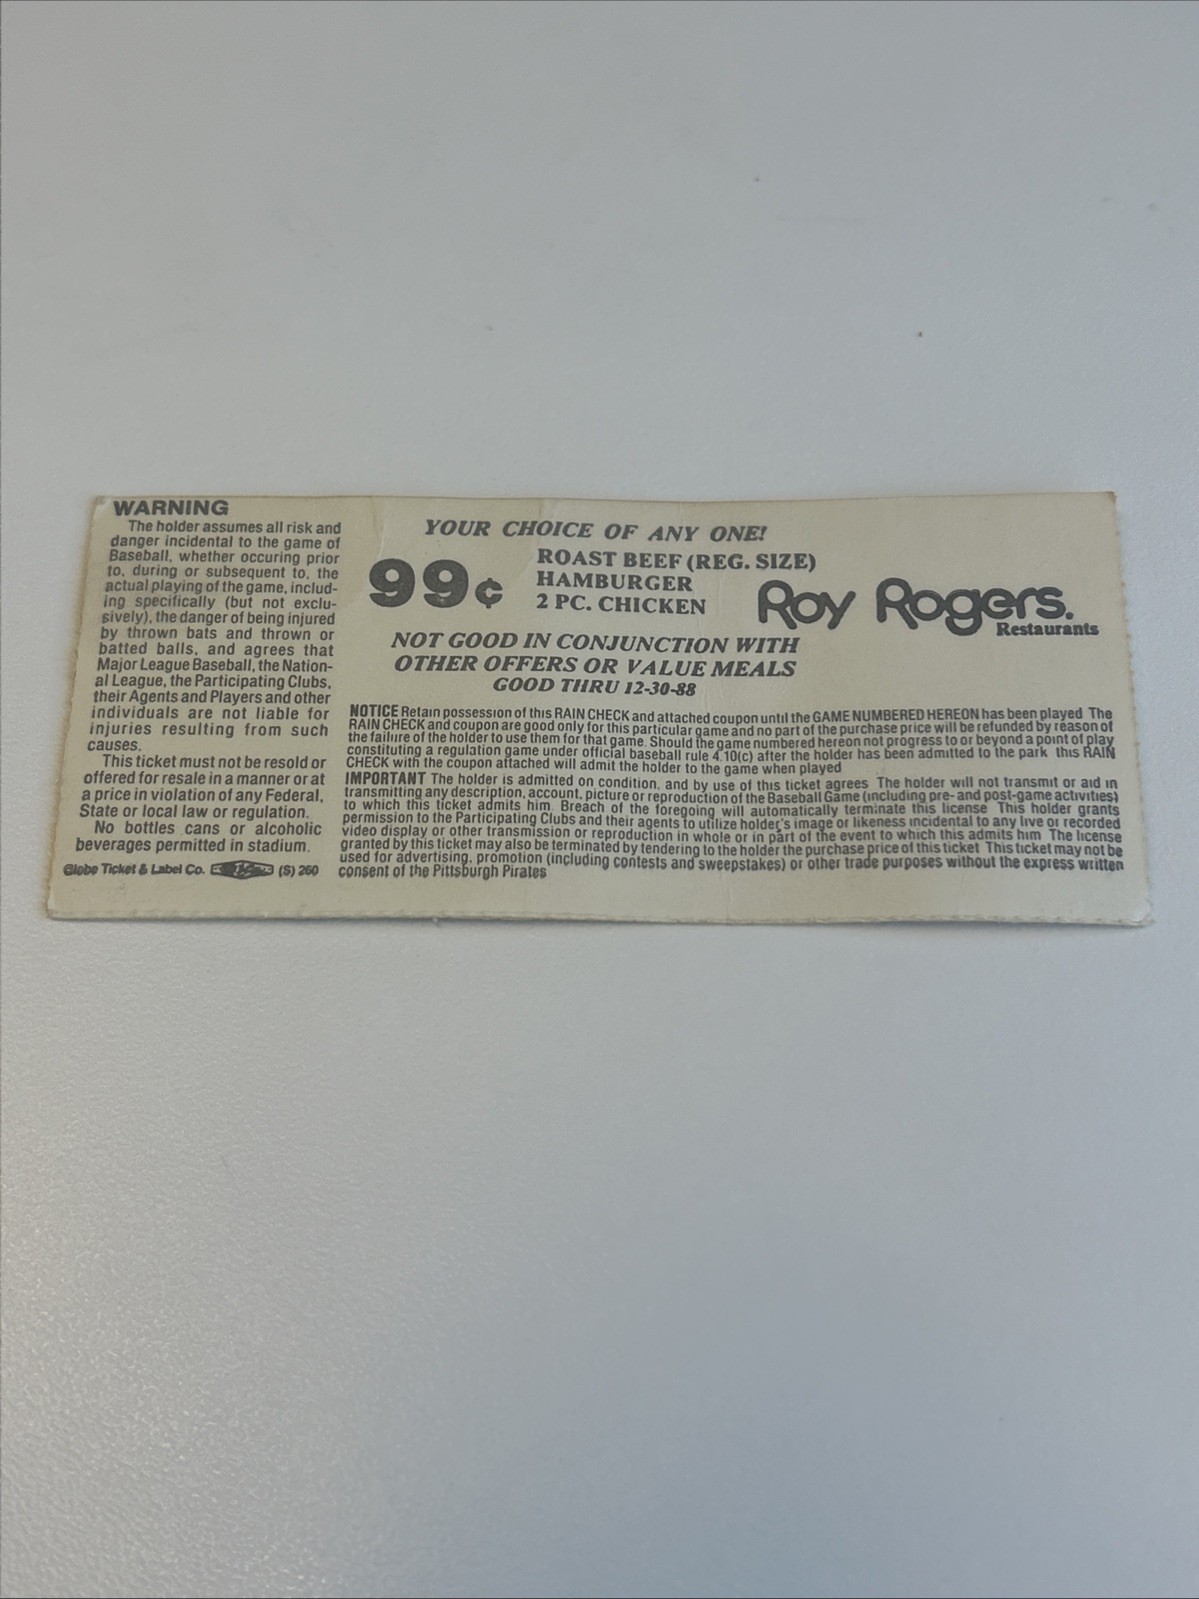 WARNING
The holder assumes all risk and
danger incidental to the game of
Baseball, whether occuring prior
to, during or subsequent to, the
actual playing of the game, includ-
ing specifically (but not exclu-
sively), the danger of being injured
by thrown bats and thrown or
batted balls, and agrees that
Major League Baseball, the Nation-
al League, the Participating Clubs,
their Agents and Players and other
individuals are not liable for
injuries resulting from such
causes.
This ticket must not be resold or
offered for resale in a manner or at
a price in violation of any Federal,
State or local law or regulation.
No bottles cans or alcoholic
beverages permitted in stadium.
Globe Ticket & Label Co. (S) 260
YOUR CHOICE OF ANY ONE!
99¢
ROAST BEEF (REG. SIZE)
HAMBURGER
2 PC. CHICKEN
Roy Rogers.
Restaurants
NOT GOOD IN CONJUNCTION WITH
OTHER OFFERS OR VALUE MEALS
GOOD THRU 12-30-88
NOTICE Retain possession of this RAIN CHECK and attached coupon until the GAME NUMBERED HEREON has been played The
RAIN CHECK and coupon are good only for this particular game and no part of the purchase price will be refunded by reason of
the failure of the holder to use them for that game. Should the game numbered hereon not progress to or beyond a point of play
constituting a regulation game under official baseball rule 4.10(c) after the holder has been admitted to the park this RAIN
CHECK with the coupon attached will admit the holder to the game when played
IMPORTANT The holder is admitted on condition, and by use of this ticket agrees The holder will not transmit or aid in
transmitting any description, account, picture or reproduction of the Baseball Game (including pre- and post-game activities)
to which this ticket admits him. Breach of the foregoing will automatically terminate this license This holder grants
permission to the Participating Clubs and their agents to utilize holder's image or likeness incidental to any live or recorded
video display or other transmission or reproduction in whole or in part of the event to which this admits him The license
granted by this ticket may also be terminated by tendering to the holder the purchase price of this ticket This ticket may not be
used for advertising, promotion (including contests and sweepstakes) or other trade purposes without the express written
consent of the Pittsburgh Pirates